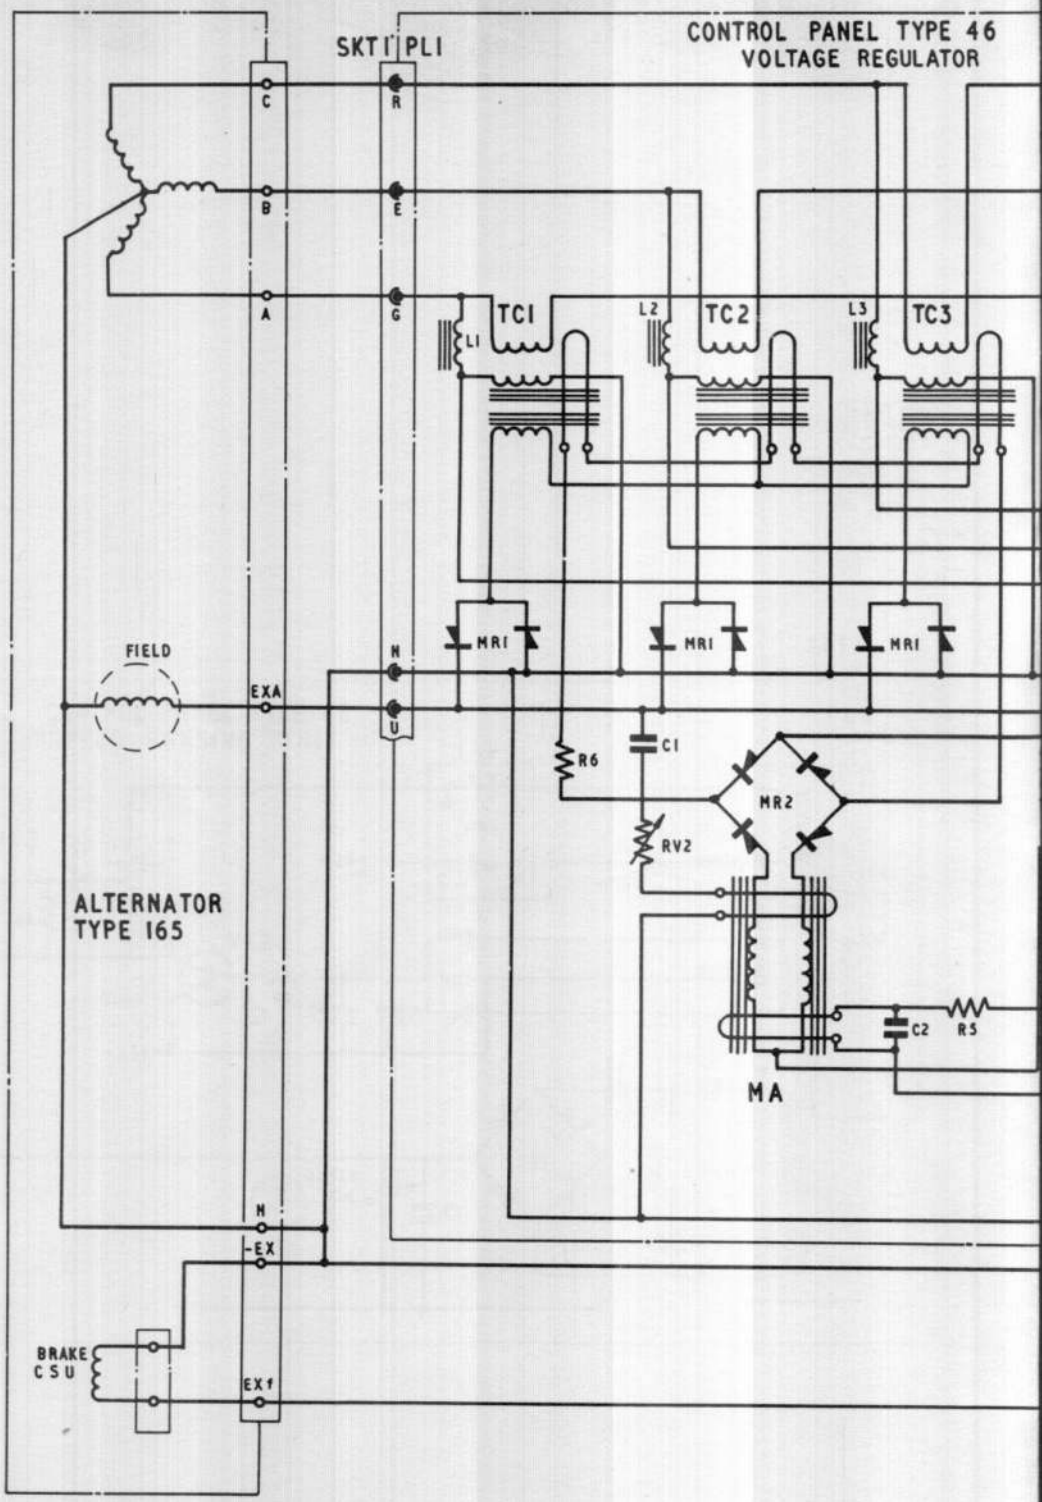 CONTROL PANEL TYPE 46
VOLTAGE REGULATOR
SKT1 PL1
C
R
B
E
A
G
L1
TC1
L2
TC2
L3
TC3
MR1
MR1
MR1
FIELD
EXA
N
U
R6
C1
MR2
RV2
ALTERNATOR
TYPE 165
C2
R5
MA
N
-EX
BRAKE
CSU
EXf